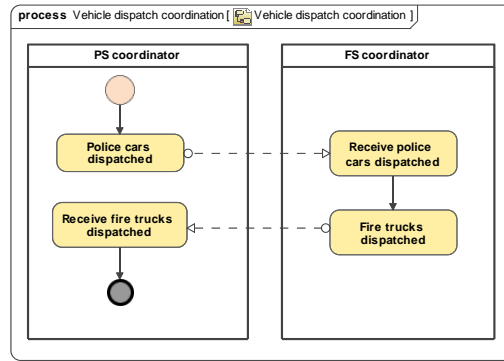 process Vehicle dispatch coordination [ Vehicle dispatch coordination ]
PS coordinator
FS coordinator
Police cars
dispatched
Receive police
cars dispatched
Receive fire trucks
dispatched
Fire trucks
dispatched